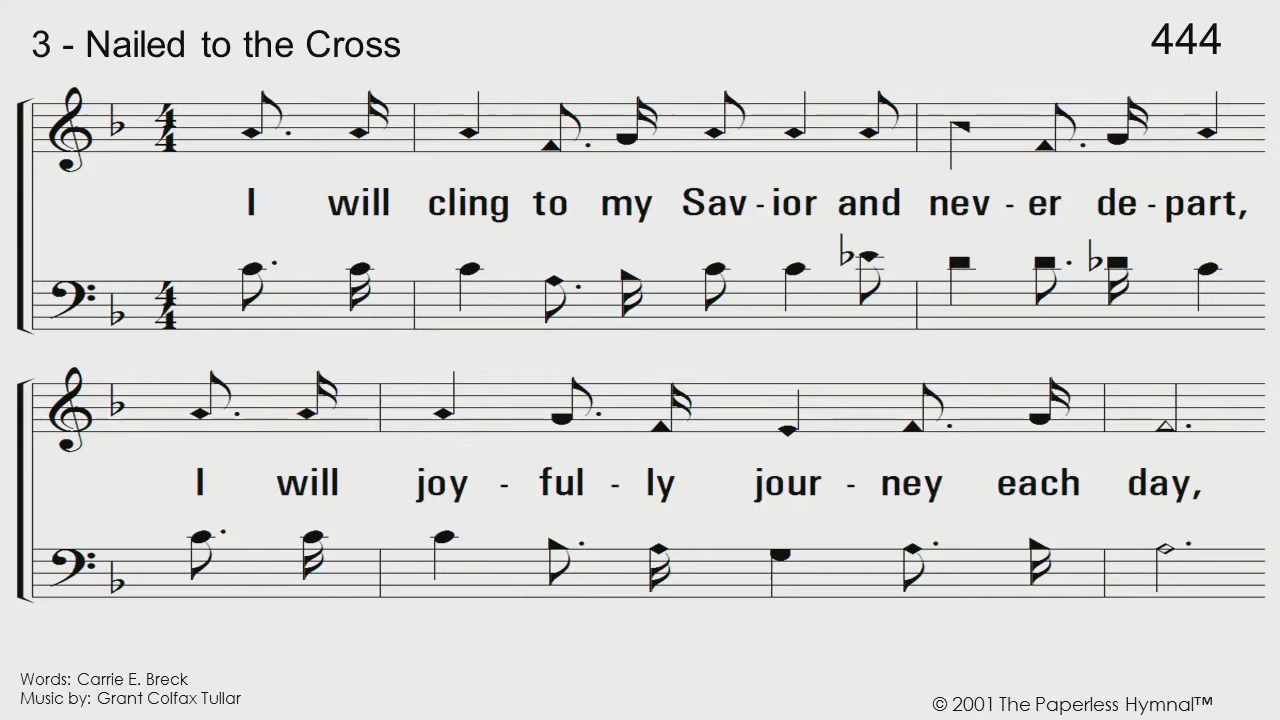 3 - Nailed to the Cross
444
I will cling to my Sav - ior and nev - er de - part,
I will joy - ful - ly jour - ney each day,
Words: Carrie E. Breck
Music by: Grant Colfax Tullar
© 2001 The Paperless Hymnal™